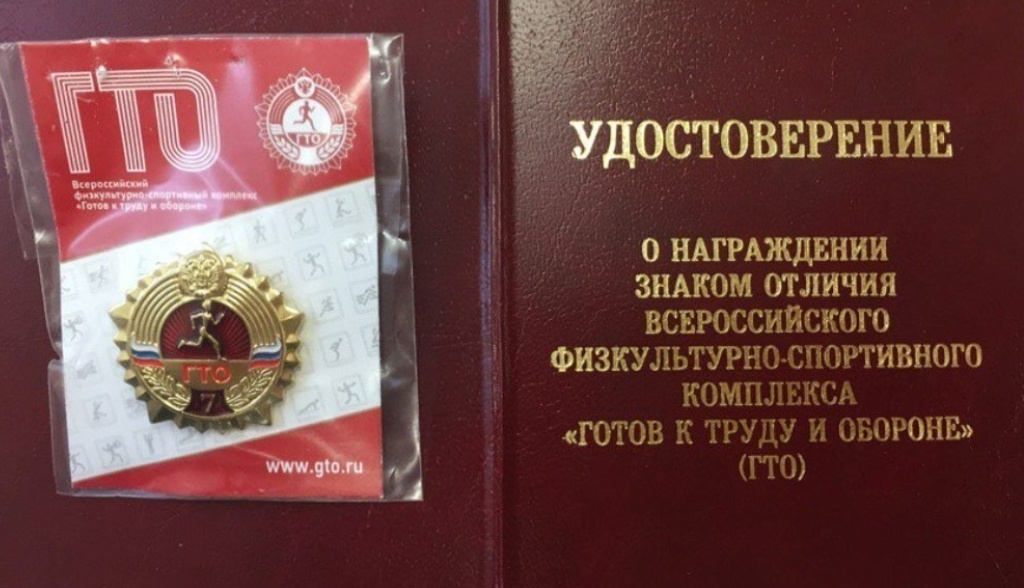 ГТО
ГТО
Всероссийский
физкультурно-спортивный комплекс
«Готов к труду и обороне»
ГТО
7
www.gto.ru
УДОСТОВЕРЕНИЕ
О НАГРАЖДЕНИИ
ЗНАКОМ ОТЛИЧИЯ
ВСЕРОССИЙСКОГО
ФИЗКУЛЬТУРНО-СПОРТИВНОГО
КОМПЛЕКСА
«ГОТОВ К ТРУДУ И ОБОРОНЕ»
(ГТО)